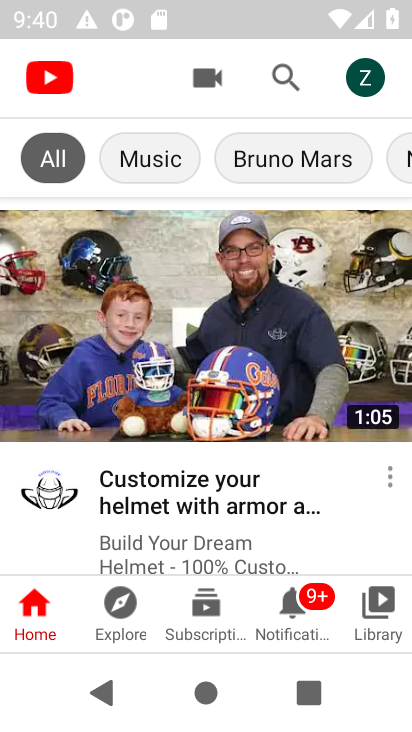 9:40
Z
All
Music
Bruno Mars
N
FLORIDA
Gators
1:05
Customize your
helmet with armor a...
Build Your Dream
Helmet - 100% Custo...
9+
Home
Explore
Subscripti...
Notificati...
Library